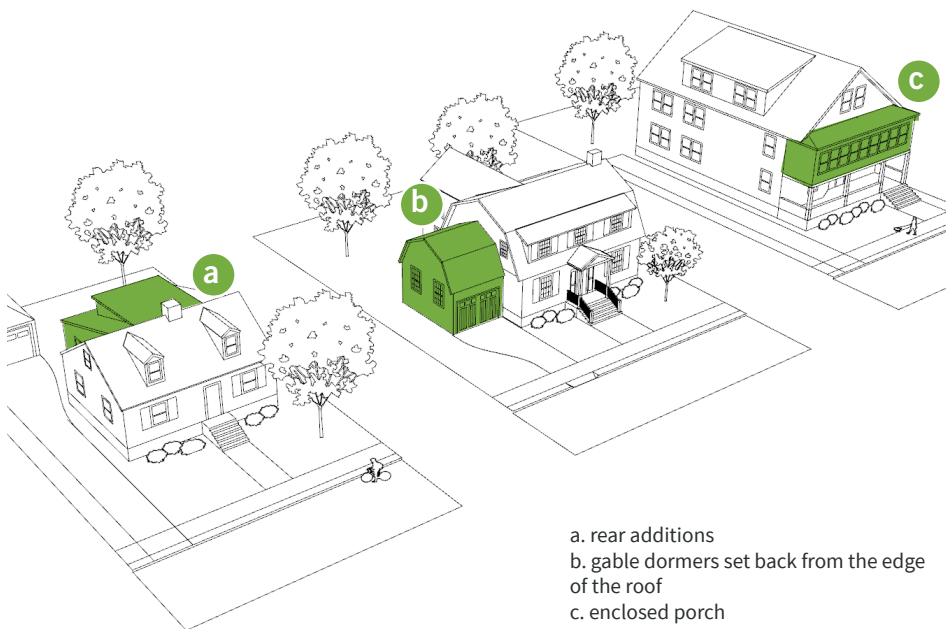 c
b
a
a. rear additions
b. gable dormers set back from the edge
of the roof
c. enclosed porch